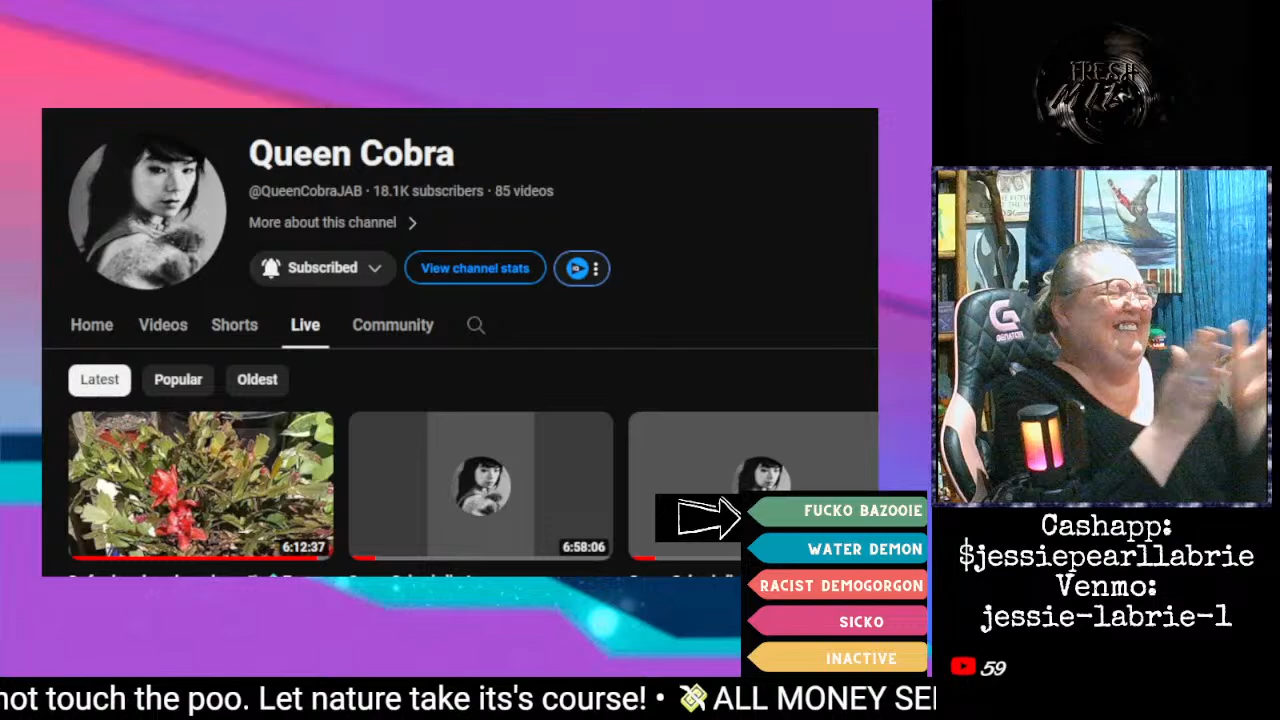 Queen Cobra
@QueenCobraJAB · 18.1K subscribers · 85 videos
More about this channel
Subscribed
View channel stats
Home
Videos
Shorts
Live
Community
Latest
Popular
Oldest
6:12:37
6:58:06
FUCKO BAZOOIE
WATER DEMON
RACIST DEMOGORGON
SICKO
INACTIVE
FRESH
Cashapp:
$jessiepearllabrie
Venmo:
jessie-labrie-1
59
not touch the poo. Let nature take its's course! • 💸ALL MONEY SE